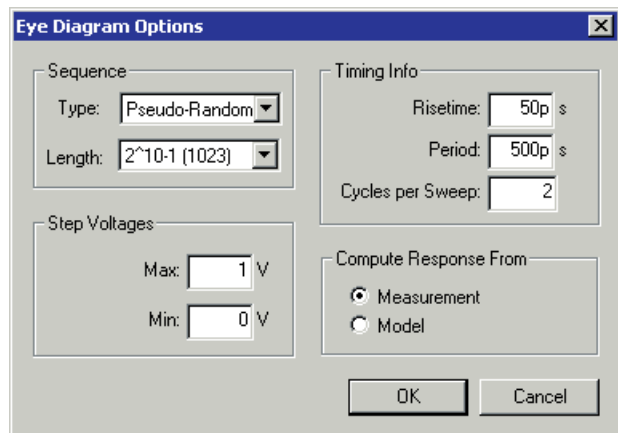 Eye Diagram Options
Sequence
Type: Pseudo-Random
Length: 2^10-1 (1023)
Step Voltages
Max: 1 V
Min: 0 V
Timing Info
Risetime: 50p s
Period: 500p s
Cycles per Sweep: 2
Compute Response From
Measurement
Model
OK
Cancel